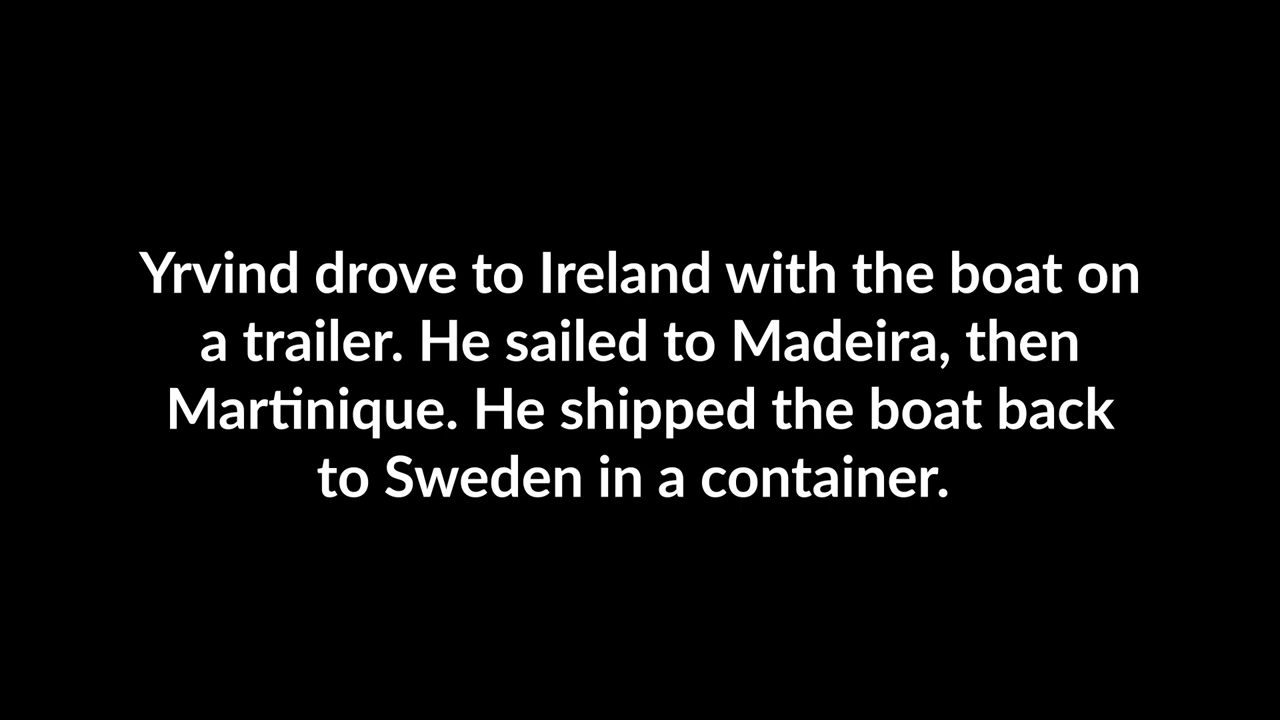 Yrvind drove to Ireland with the boat on
a trailer. He sailed to Madeira, then
Martinique. He shipped the boat back
to Sweden in a container.